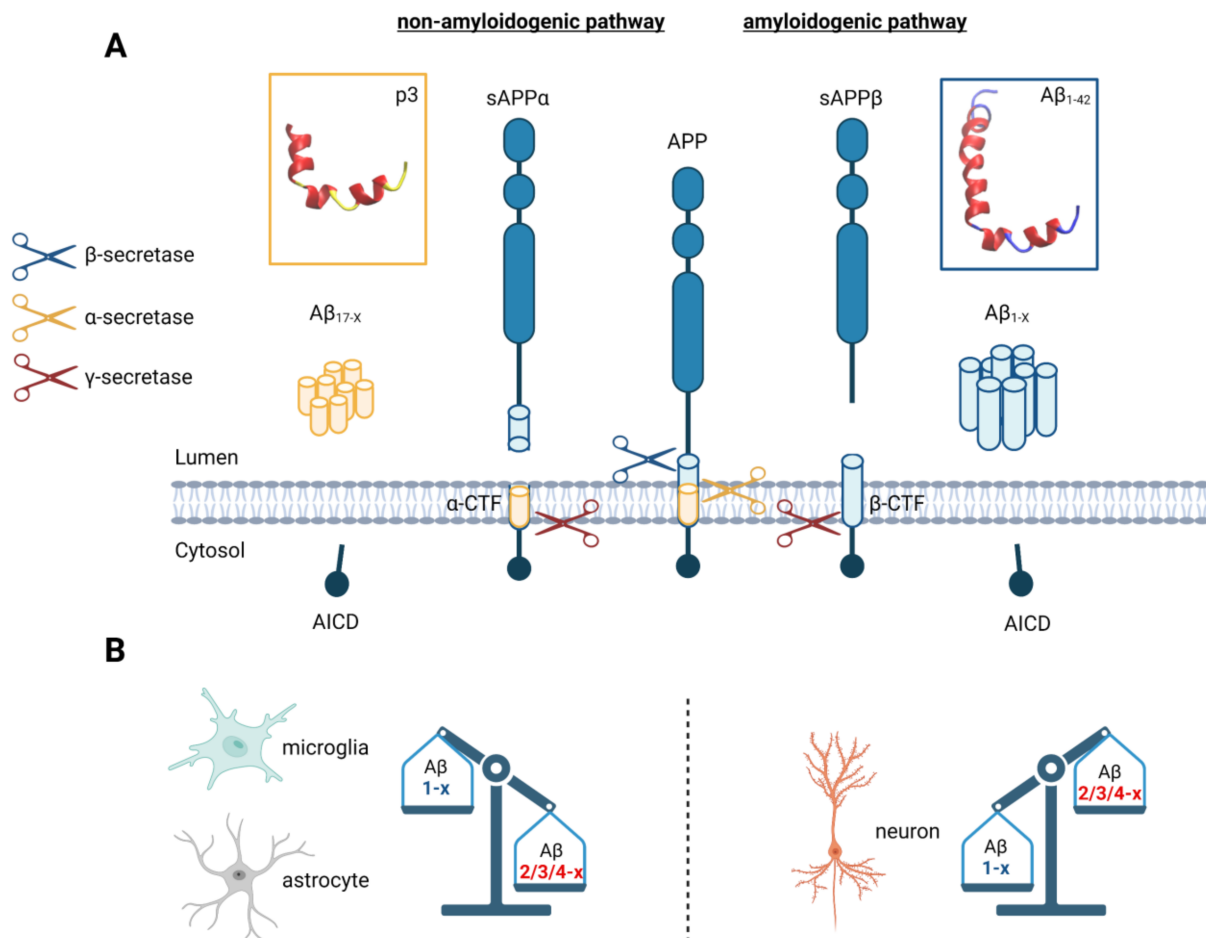 non-amyloidogenic pathway
amyloidogenic pathway
A
p3
sAPPα
APP
sAPPβ
Aβ1-42
β-secretase
α-secretase
γ-secretase
Aβ17-X
Aβ1-X
Lumen
α-CTF
β-CTF
Cytosol
AICD
AICD
B
microglia
astrocyte
Aβ
1-x
Aβ
2/3/4-x
neuron
Aβ
2/3/4-x
Aβ
1-x